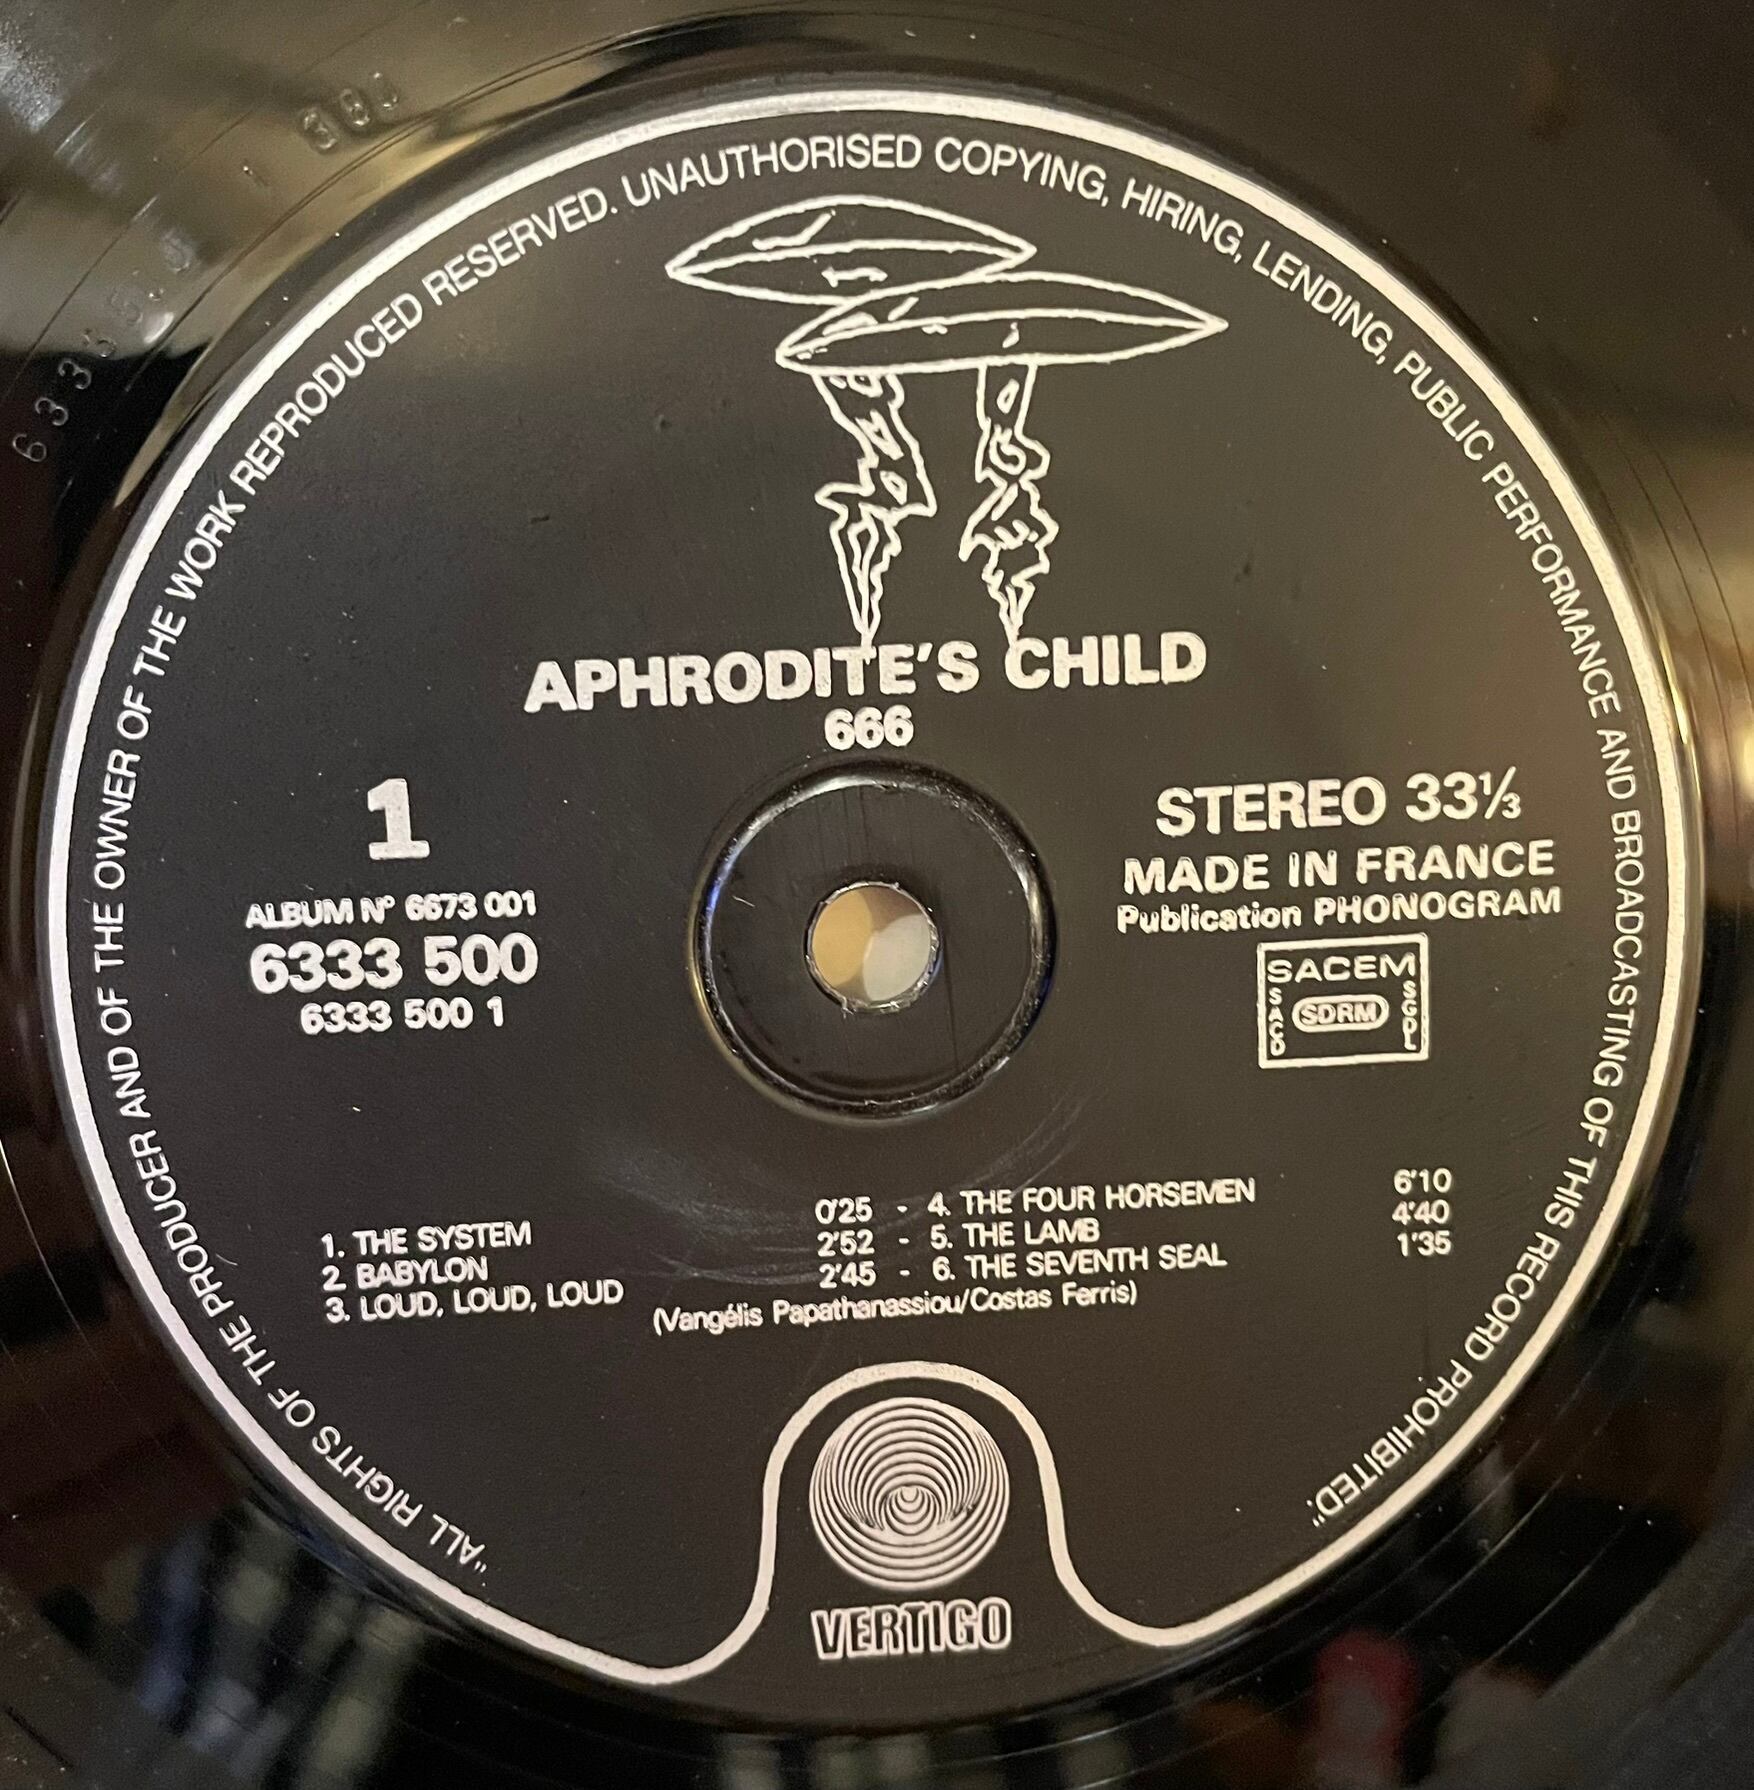 "ALL RIGHTS OF THE PRODUCER AND OF THE OWNER OF THE WORK REPRODUCED RESERVED. UNAUTHORISED COPYING, HIRING, LENDING, PUBLIC PERFORMANCE AND BROADCASTING OF THIS RECORD PROHIBITED."
APHRODITE'S CHILD
666
1
ALBUM Nº 6673 001
6333 500
6333 500 1
STEREO 33⅓
MADE IN FRANCE
Publication PHONOGRAM
SACEM
SACD
SDRM
SGDL
1. THE SYSTEM 0'25 - 4. THE FOUR HORSEMEN 6'10
2. BABYLON 2'52 - 5. THE LAMB 4'40
3. LOUD, LOUD, LOUD 2'45 - 6. THE SEVENTH SEAL 1'35
(Vangélis Papathanassiou/Costas Ferris)
VERTIGO